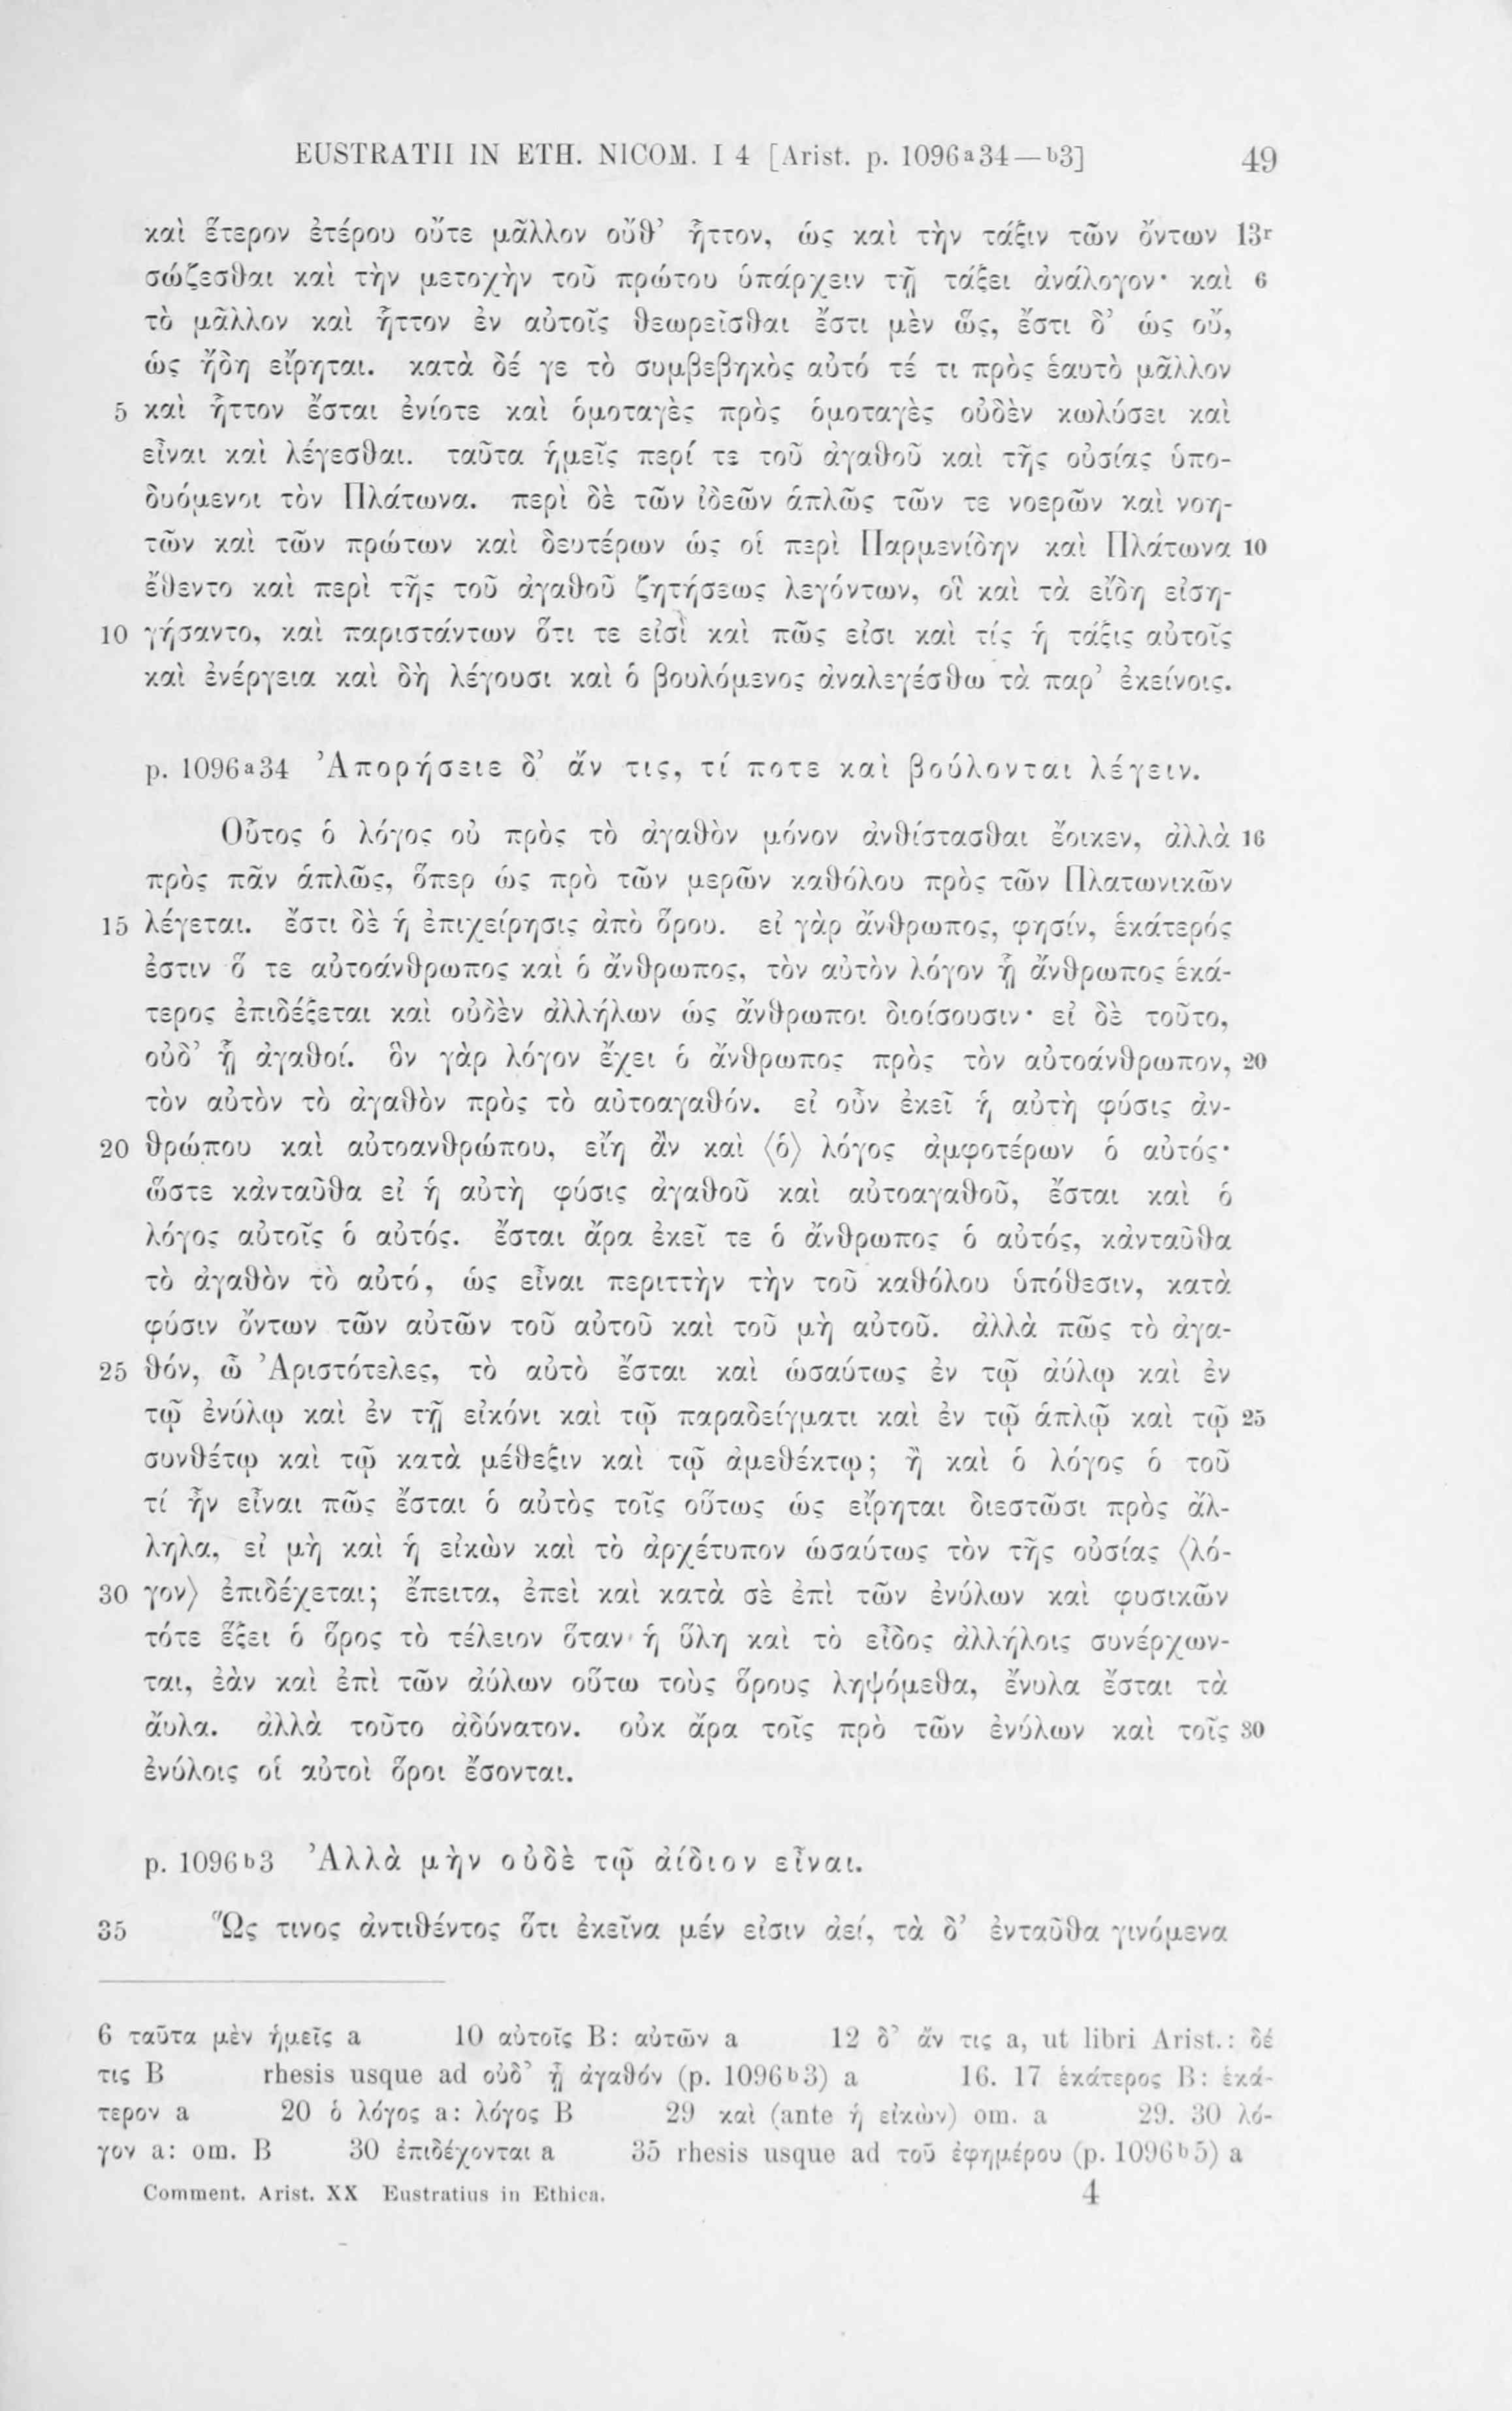 EUSTRATII IN ETH. NICOM. I 4 [Arist. p. 1096a34—b3] 49
καὶ ἕτερον ἑτέρου οὔτε μᾶλλον οὔθ’ ἧττον, ὡς καὶ τὴν τάξιν τῶν ὄντων 13r
σώζεσθαι καὶ τὴν μετοχὴν τοῦ πρώτου ὑπάρχειν τῇ τάξει ἀνάλογον· καὶ 6
τὸ μᾶλλον καὶ ἧττον ἐν αὐτοῖς θεωρεῖσθαι ἔστι μὲν ὥς, ἔστι δ’ ὡς οὔ,
ὡς ἤδη εἴρηται. κατὰ δέ γε τὸ συμβεβηκὸς αὐτό τέ τι πρὸς ἑαυτὸ μᾶλλον
5 καὶ ἧττον ἔσται ἐνίοτε καὶ ὁμοταγὲς πρὸς ὁμοταγὲς οὐδὲν κωλύσει καὶ
εἶναι καὶ λέγεσθαι. ταῦτα ἡμεῖς περί τε τοῦ ἀγαθοῦ καὶ τῆς οὐσίας ὑπο-
δυόμενοι τὸν Πλάτωνα. περὶ δὲ τῶν ἰδεῶν ἁπλῶς τῶν τε νοερῶν καὶ νοη-
τῶν καὶ τῶν πρώτων καὶ δευτέρων ὡς οἱ περὶ Παρμενίδην καὶ Πλάτωνα 10
ἔθεντο καὶ περὶ τῆς τοῦ ἀγαθοῦ ζητήσεως λεγόντων, οἳ καὶ τὰ εἴδη εἰση-
10 γήσαντο, καὶ παριστάντων ὅτι τε εἰσὶ καὶ πῶς εἰσι καὶ τίς ἡ τάξις αὐτοῖς
καὶ ἐνέργεια καὶ δὴ λέγουσι καὶ ὁ βουλόμενος ἀναλεγέσθω τὰ παρ’ ἐκείνοις.
p. 1096a34 Ἀπορήσειε δ’ ἄν τις, τί ποτε καὶ βούλονται λέγειν.
Οὗτος ὁ λόγος οὐ πρὸς τὸ ἀγαθὸν μόνον ἀνθίστασθαι ἔοικεν, ἀλλὰ 16
πρὸς πᾶν ἁπλῶς, ὅπερ ὡς πρὸ τῶν μερῶν καθόλου πρὸς τῶν Πλατωνικῶν
15 λέγεται. ἔστι δὲ ἡ ἐπιχείρησις ἀπὸ ὅρου. εἰ γὰρ ἄνθρωπος, φησίν, ἑκάτερός
ἐστιν ὅ τε αὐτοάνθρωπος καὶ ὁ ἄνθρωπος, τὸν αὐτὸν λόγον ᾗ ἄνθρωπος ἑκά-
τερος ἐπιδέξεται καὶ οὐδὲν ἀλλήλων ὡς ἄνθρωποι διοίσουσιν· εἰ δὲ τοῦτο,
οὐδ’ ᾗ ἀγαθοί. ὃν γὰρ λόγον ἔχει ὁ ἄνθρωπος πρὸς τὸν αὐτοάνθρωπον, 20
τὸν αὐτὸν τὸ ἀγαθὸν πρὸς τὸ αὐτοαγαθόν. εἰ οὖν ἐκεῖ ἡ αὐτὴ φύσις ἀν-
20 θρώπου καὶ αὐτοανθρώπου, εἴη ἂν καὶ ⟨ὁ⟩ λόγος ἀμφοτέρων ὁ αὐτός·
ὥστε κἀνταῦθα εἰ ἡ αὐτὴ φύσις ἀγαθοῦ καὶ αὐτοαγαθοῦ, ἔσται καὶ ὁ
λόγος αὐτοῖς ὁ αὐτός. ἔσται ἄρα ἐκεῖ τε ὁ ἄνθρωπος ὁ αὐτός, κἀνταῦθα
τὸ ἀγαθὸν τὸ αὐτό, ὡς εἶναι περιττὴν τὴν τοῦ καθόλου ὑπόθεσιν, κατὰ
φύσιν ὄντων τῶν αὐτῶν τοῦ αὐτοῦ καὶ τοῦ μὴ αὐτοῦ. ἀλλὰ πῶς τὸ ἀγα-
25 θόν, ὦ Ἀριστότελες, τὸ αὐτὸ ἔσται καὶ ὡσαύτως ἐν τῷ ἀύλῳ καὶ ἐν
τῷ ἐνύλῳ καὶ ἐν τῇ εἰκόνι καὶ τῷ παραδείγματι καὶ ἐν τῷ ἁπλῷ καὶ τῷ 25
συνθέτῳ καὶ τῷ κατὰ μέθεξιν καὶ τῷ ἀμεθέκτῳ; ἢ καὶ ὁ λόγος ὁ τοῦ
τί ἦν εἶναι πῶς ἔσται ὁ αὐτὸς τοῖς οὕτως ὡς εἴρηται διεστῶσι πρὸς ἄλ-
ληλα, εἰ μὴ καὶ ἡ εἰκὼν καὶ τὸ ἀρχέτυπον ὡσαύτως τὸν τῆς οὐσίας ⟨λό-
30 γον⟩ ἐπιδέχεται; ἔπειτα, ἐπεὶ καὶ κατὰ σὲ ἐπὶ τῶν ἐνύλων καὶ φυσικῶν
τότε ἕξει ὁ ὅρος τὸ τέλειον ὅταν ἡ ὕλη καὶ τὸ εἶδος ἀλλήλοις συνέρχων-
ται, ἐὰν καὶ ἐπὶ τῶν ἀύλων οὕτω τοὺς ὅρους ληψόμεθα, ἔνυλα ἔσται τὰ
ἄυλα. ἀλλὰ τοῦτο ἀδύνατον. οὐκ ἄρα τοῖς πρὸ τῶν ἐνύλων καὶ τοῖς 30
ἐνύλοις οἱ αὐτοὶ ὅροι ἔσονται.
p. 1096b3 Ἀλλὰ μὴν οὐδὲ τῷ ἀίδιον εἶναι.
35 Ὥς τινος ἀντιθέντος ὅτι ἐκεῖνα μέν εἰσιν ἀεί, τὰ δ’ ἐνταῦθα γινόμενα
6 ταῦτα μὲν ἡμεῖς a 10 αὐτοῖς B: αὐτῶν a 12 δ’ ἄν τις a, ut libri Arist.: δέ
τις B rhesis usque ad οὐδ’ ᾗ ἀγαθόν (p. 1096b3) a 16. 17 ἑκάτερος B: ἑκά-
τερον a 20 ὁ λόγος a: λόγος B 29 καὶ (ante ἡ εἰκὼν) om. a 29. 30 λό-
γον a: om. B 30 ἐπιδέχονται a 35 rhesis usque ad τοῦ ἐφημέρου (p. 1096b5) a
Comment. Arist. XX Eustratius in Ethica. 4